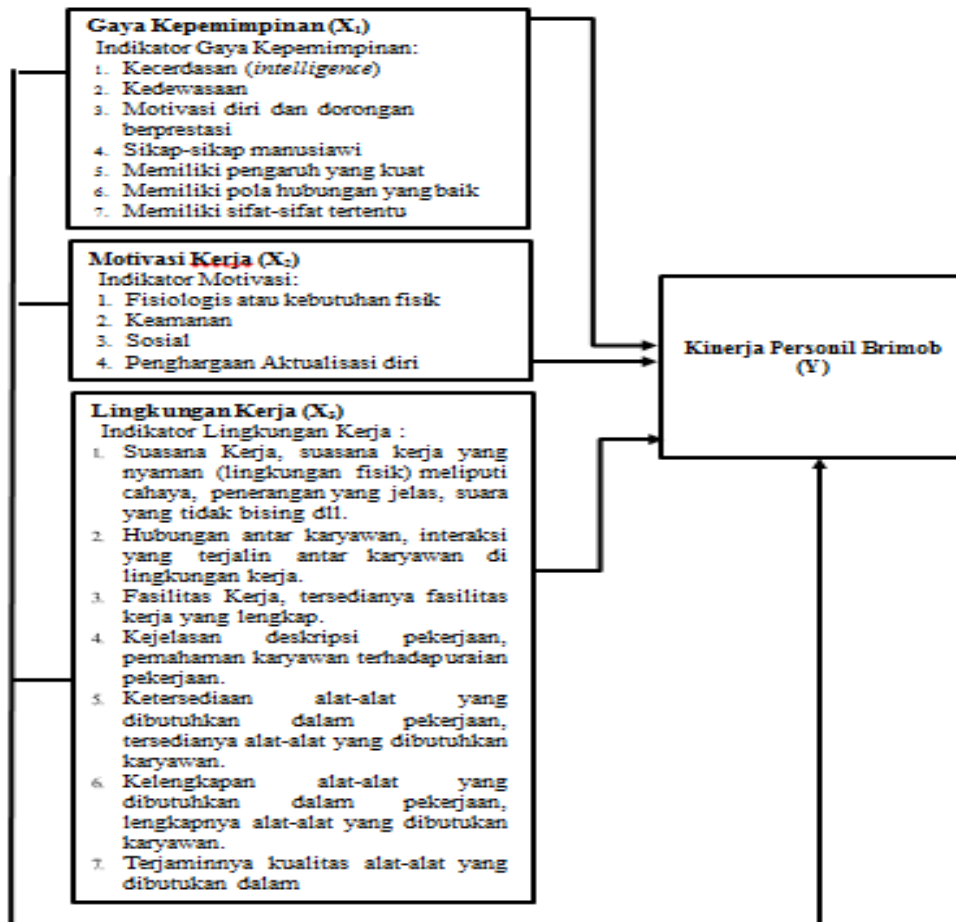 Gaya Kepemimpinan (X₁)
Indikator Gaya Kepemimpinan:
1. Kecerdasan (intelligence)
2. Kedewasaan
3. Motivasi diri dan dorongan
berprestasi
4. Sikap-sikap manusiawi
5. Memiliki pengaruh yang kuat
6. Memiliki pola hubungan yang baik
7. Memiliki sifat-sifat tertentu
Motivasi Kerja (X₂)
Indikator Motivasi:
1. Fisiologis atau kebutuhan fisik
2. Keamanan
3. Sosial
4. Penghargaan Aktualisasi diri
Lingkungan Kerja (X₃)
Indikator Lingkungan Kerja :
1. Suasana Kerja, suasana kerja yang
nyaman (lingkungan fisik) meliputi
cahaya, penerangan yang jelas, suara
yang tidak bising dll.
2. Hubungan antar karyawan, interaksi
yang terjalin antar karyawan di
lingkungan kerja.
3. Fasilitas Kerja, tersedianya fasilitas
kerja yang lengkap.
4. Kejelasan deskripsi pekerjaan,
pemahaman karyawan terhadap uraian
pekerjaan.
5. Ketersediaan alat-alat yang
dibutuhkan dalam pekerjaan,
tersedianya alat-alat yang dibutuhkan
karyawan.
6. Kelengkapan alat-alat yang
dibutuhkan dalam pekerjaan,
lengkapnya alat-alat yang dibutukan
karyawan.
7. Terjaminnya kualitas alat-alat yang
dibutukan dalam
Kinerja Personil Brimob
(Y)